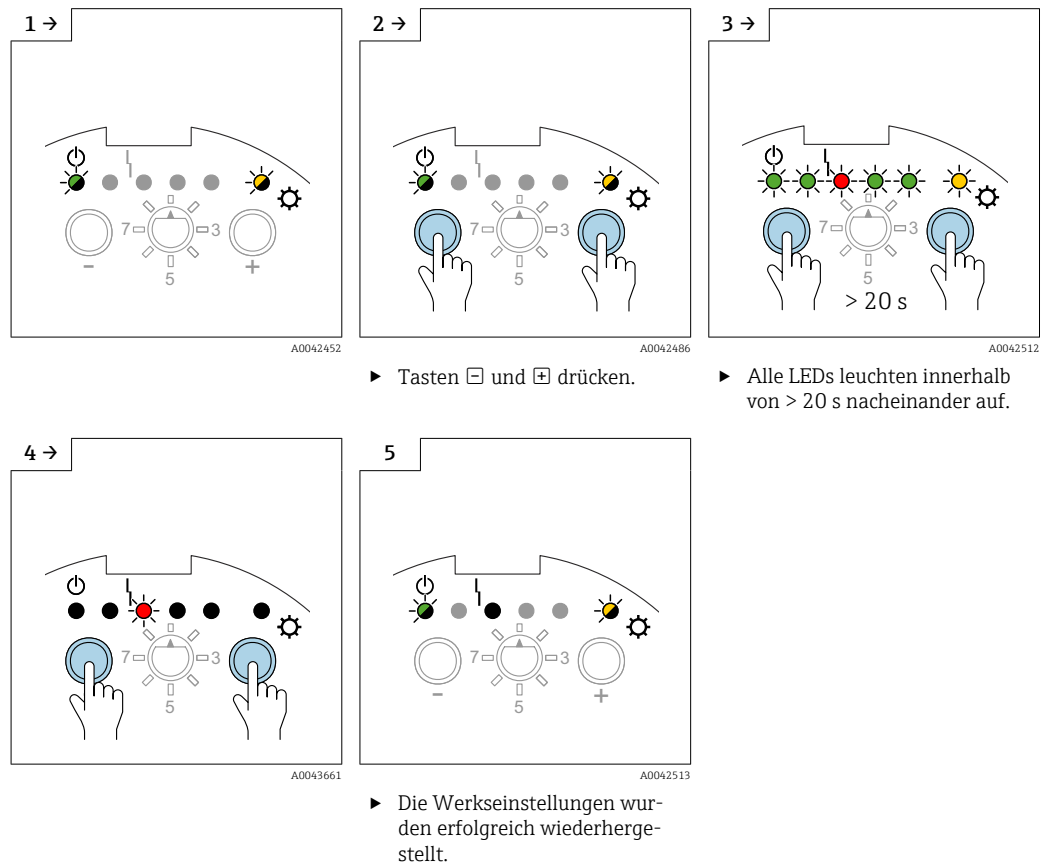 1 →
7
3
5
-
+
A0042452
2 →
7
3
5
A0042486
▶ Tasten ⊟ und ⊞ drücken.
3 →
7
3
5
> 20 s
A0042512
▶ Alle LEDs leuchten innerhalb
von > 20 s nacheinander auf.
4 →
7
3
5
A0043661
5
7
3
5
-
+
A0042513
▶ Die Werkseinstellungen wur-
den erfolgreich wiederherge-
stellt.